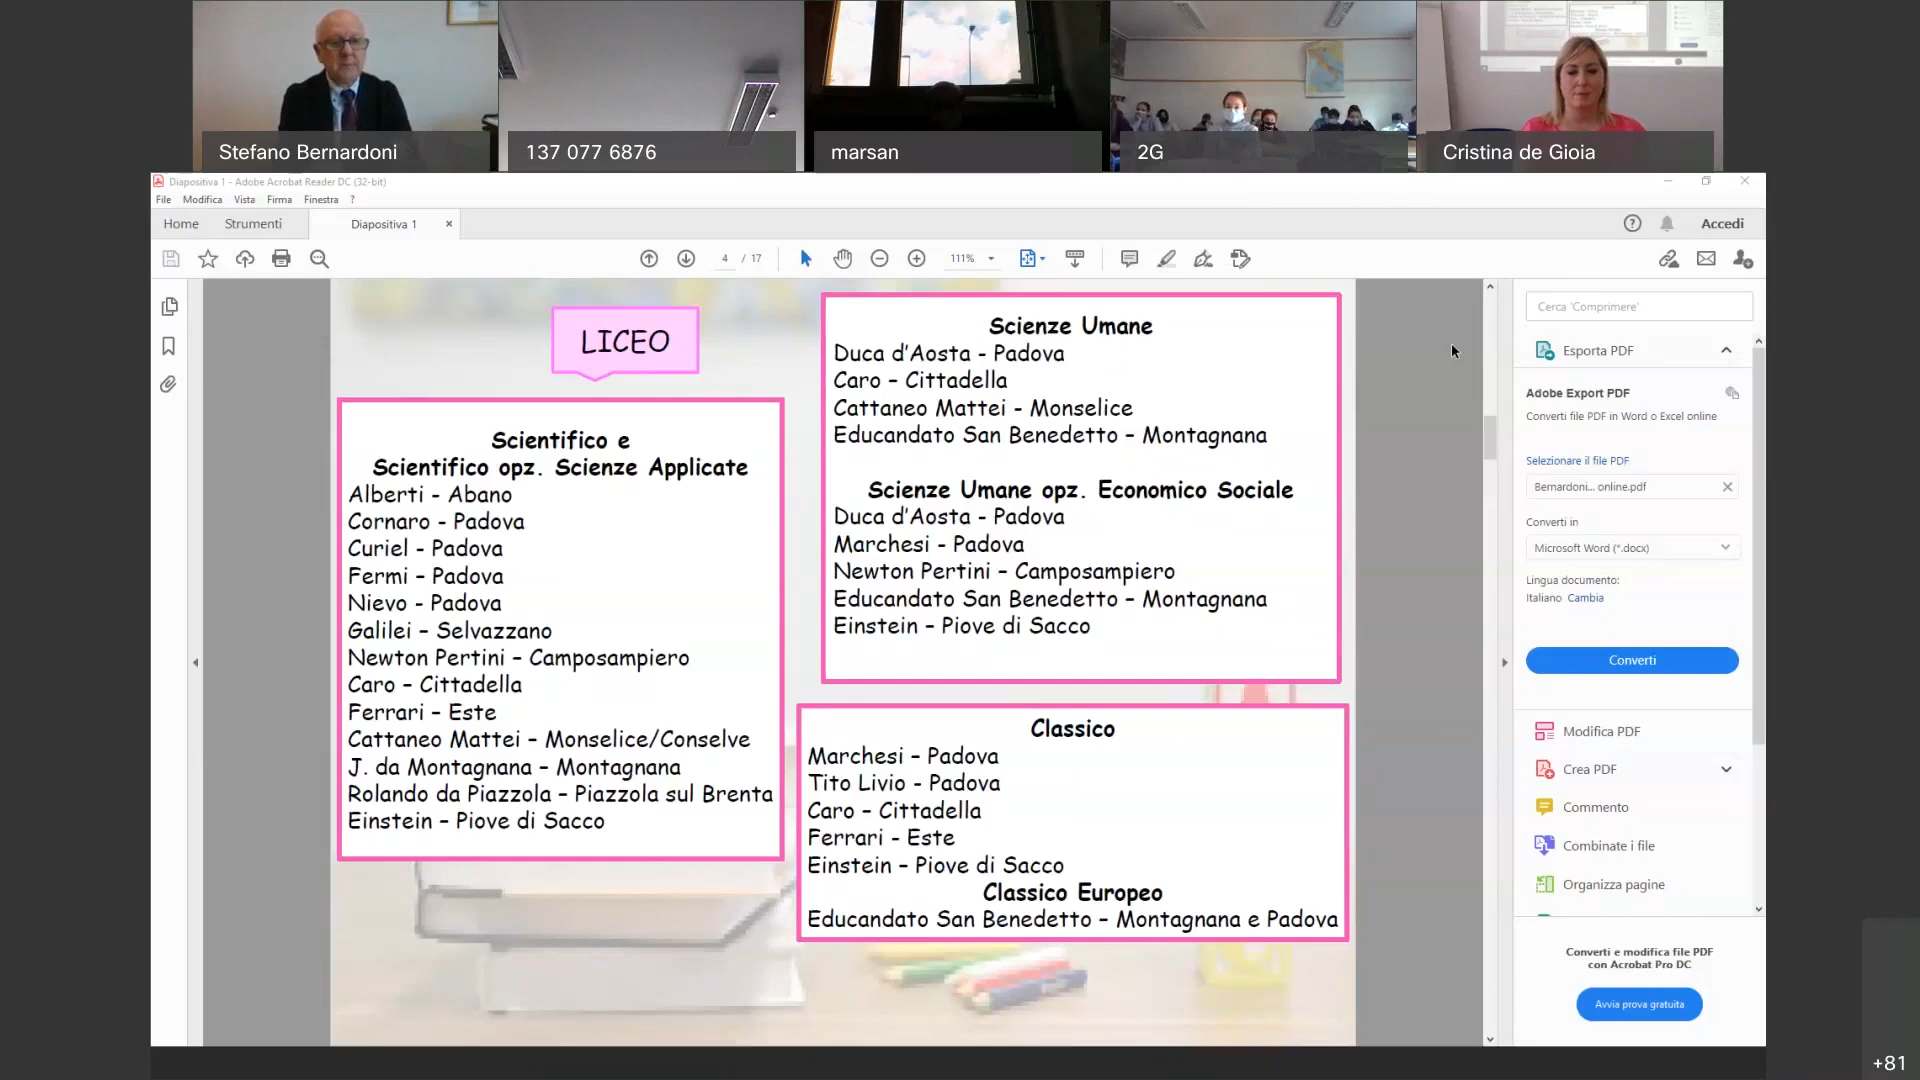 Stefano Bernardoni
137 077 6876
marsan
2G
Cristina de Gioia
Diapositiva 1 - Adobe Acrobat Reader DC (32-bit)
File Modifica Vista Firma Finestra ?
Home Strumenti Diapositiva 1 × Accedi
4 / 17 111%
LICEO
Scientifico e
Scientifico opz. Scienze Applicate
Alberti - Abano
Cornaro - Padova
Curiel - Padova
Fermi - Padova
Nievo - Padova
Galilei – Selvazzano
Newton Pertini – Camposampiero
Caro – Cittadella
Ferrari – Este
Cattaneo Mattei – Monselice/Conselve
J. da Montagnana – Montagnana
Rolando da Piazzola – Piazzola sul Brenta
Einstein – Piove di Sacco
Scienze Umane
Duca d'Aosta - Padova
Caro – Cittadella
Cattaneo Mattei - Monselice
Educandato San Benedetto – Montagnana
Scienze Umane opz. Economico Sociale
Duca d'Aosta - Padova
Marchesi - Padova
Newton Pertini – Camposampiero
Educandato San Benedetto – Montagnana
Einstein – Piove di Sacco
Classico
Marchesi – Padova
Tito Livio - Padova
Caro – Cittadella
Ferrari - Este
Einstein – Piove di Sacco
Classico Europeo
Educandato San Benedetto – Montagnana e Padova
Cerca 'Comprimere'
Esporta PDF
Adobe Export PDF
Converti file PDF in Word o Excel online
Selezionare il file PDF
Bernardoni... online.pdf
Converti in
Microsoft Word (*.docx)
Lingua documento:
Italiano Cambia
Converti
Modifica PDF
Crea PDF
Commento
Combinate i file
Organizza pagine
Converti e modifica file PDF
con Acrobat Pro DC
Avvia prova gratuita
+81